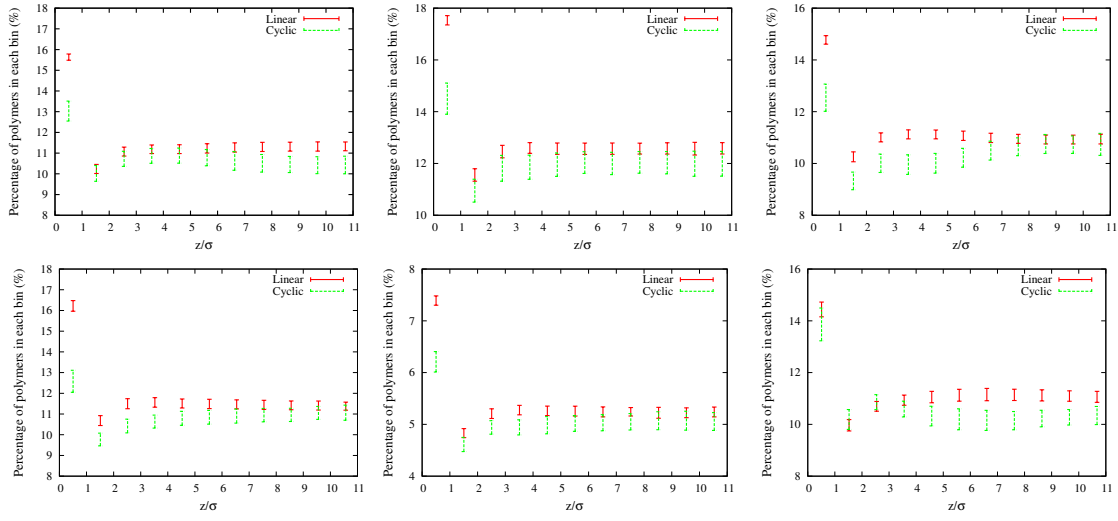 Percentage of polymers in each bin (%)
18
17
16
15
14
13
12
11
10
9
8
0 1 2 3 4 5 6 7 8 9 10 11
z/σ
Linear
Cyclic
Percentage of polymers in each bin (%)
18
16
14
12
10
0 1 2 3 4 5 6 7 8 9 10 11
z/σ
Linear
Cyclic
Percentage of polymers in each bin (%)
16
14
12
10
8
0 1 2 3 4 5 6 7 8 9 10 11
z/σ
Linear
Cyclic
Percentage of polymers in each bin (%)
18
17
16
15
14
13
12
11
10
9
8
0 1 2 3 4 5 6 7 8 9 10 11
z/σ
Linear
Cyclic
Percentage of polymers in each bin (%)
8
7
6
5
4
0 1 2 3 4 5 6 7 8 9 10 11
z/σ
Linear
Cyclic
Percentage of polymers in each bin (%)
16
14
12
10
8
0 1 2 3 4 5 6 7 8 9 10 11
z/σ
Linear
Cyclic